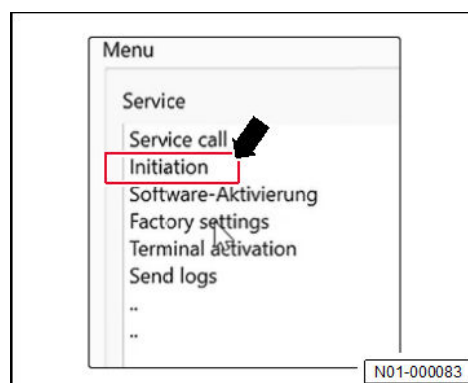 Menu
Service
Service call
Initiation
Software-Aktivierung
Factory settings
Terminal activation
Send logs
..
..
N01-000083